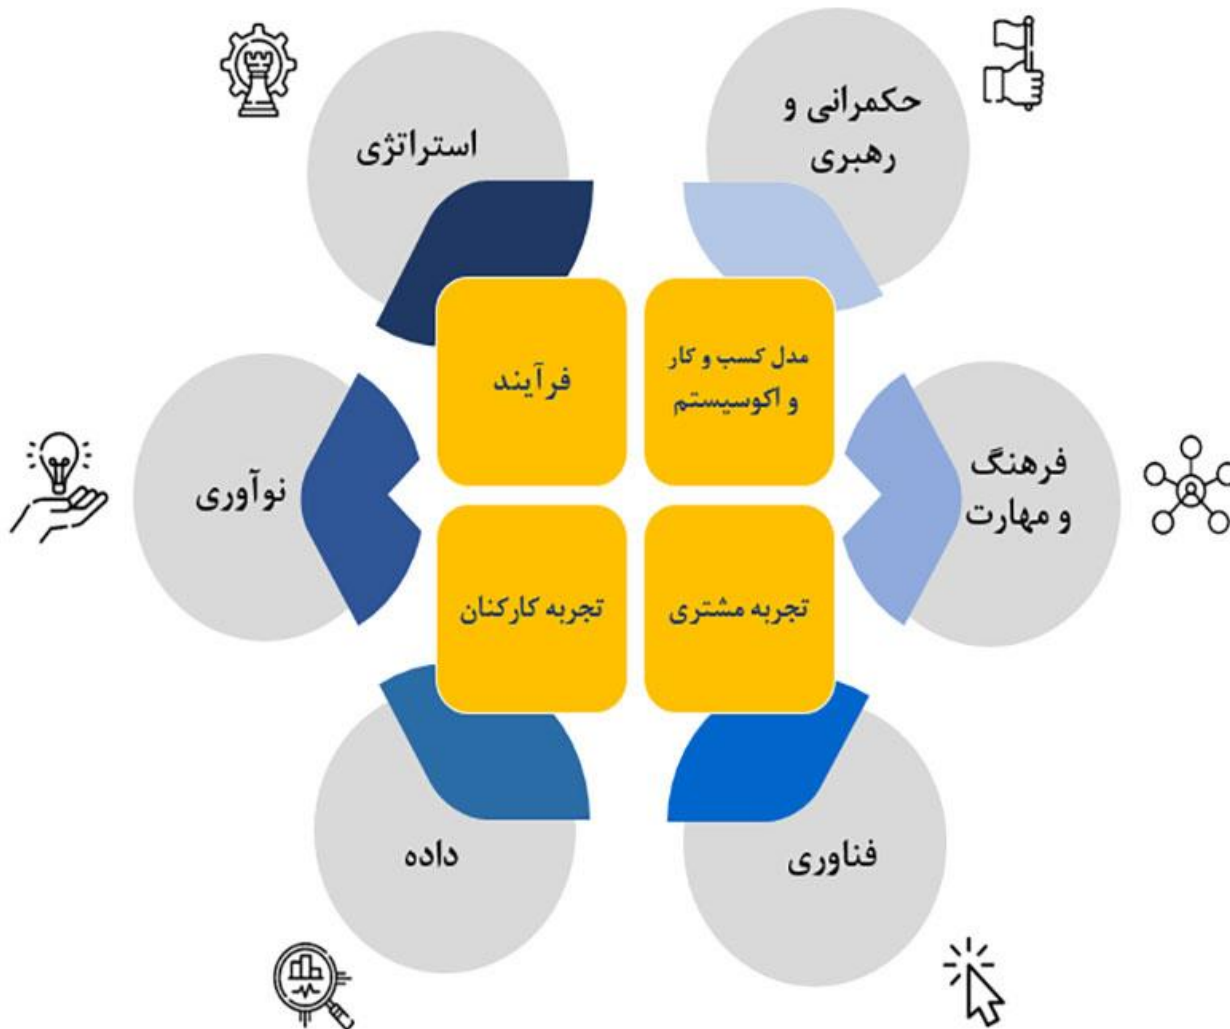 حکمرانی و
رهبری
استراتژی
مدل کسب و کار
و اکوسیستم
فرآیند
فرهنگ
و مهارت
نوآوری
تجربه مشتری
تجربه کارکنان
فناوری
داده